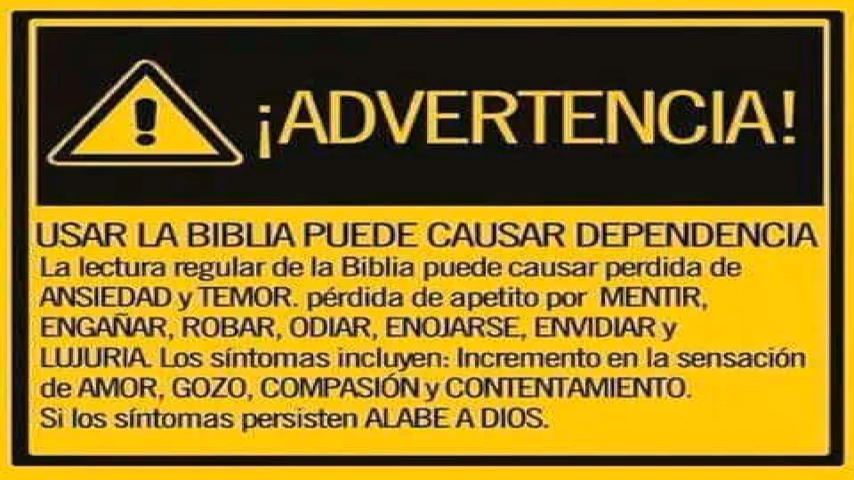 ¡ADVERTENCIA!
USAR LA BIBLIA PUEDE CAUSAR DEPENDENCIA
La lectura regular de la Biblia puede causar perdida de
ANSIEDAD y TEMOR. pérdida de apetito por MENTIR,
ENGAÑAR, ROBAR, ODIAR, ENOJARSE, ENVIDIAR y
LUJURIA. Los síntomas incluyen: Incremento en la sensación
de AMOR, GOZO, COMPASIÓN y CONTENTAMIENTO.
Si los síntomas persisten ALABE A DIOS.